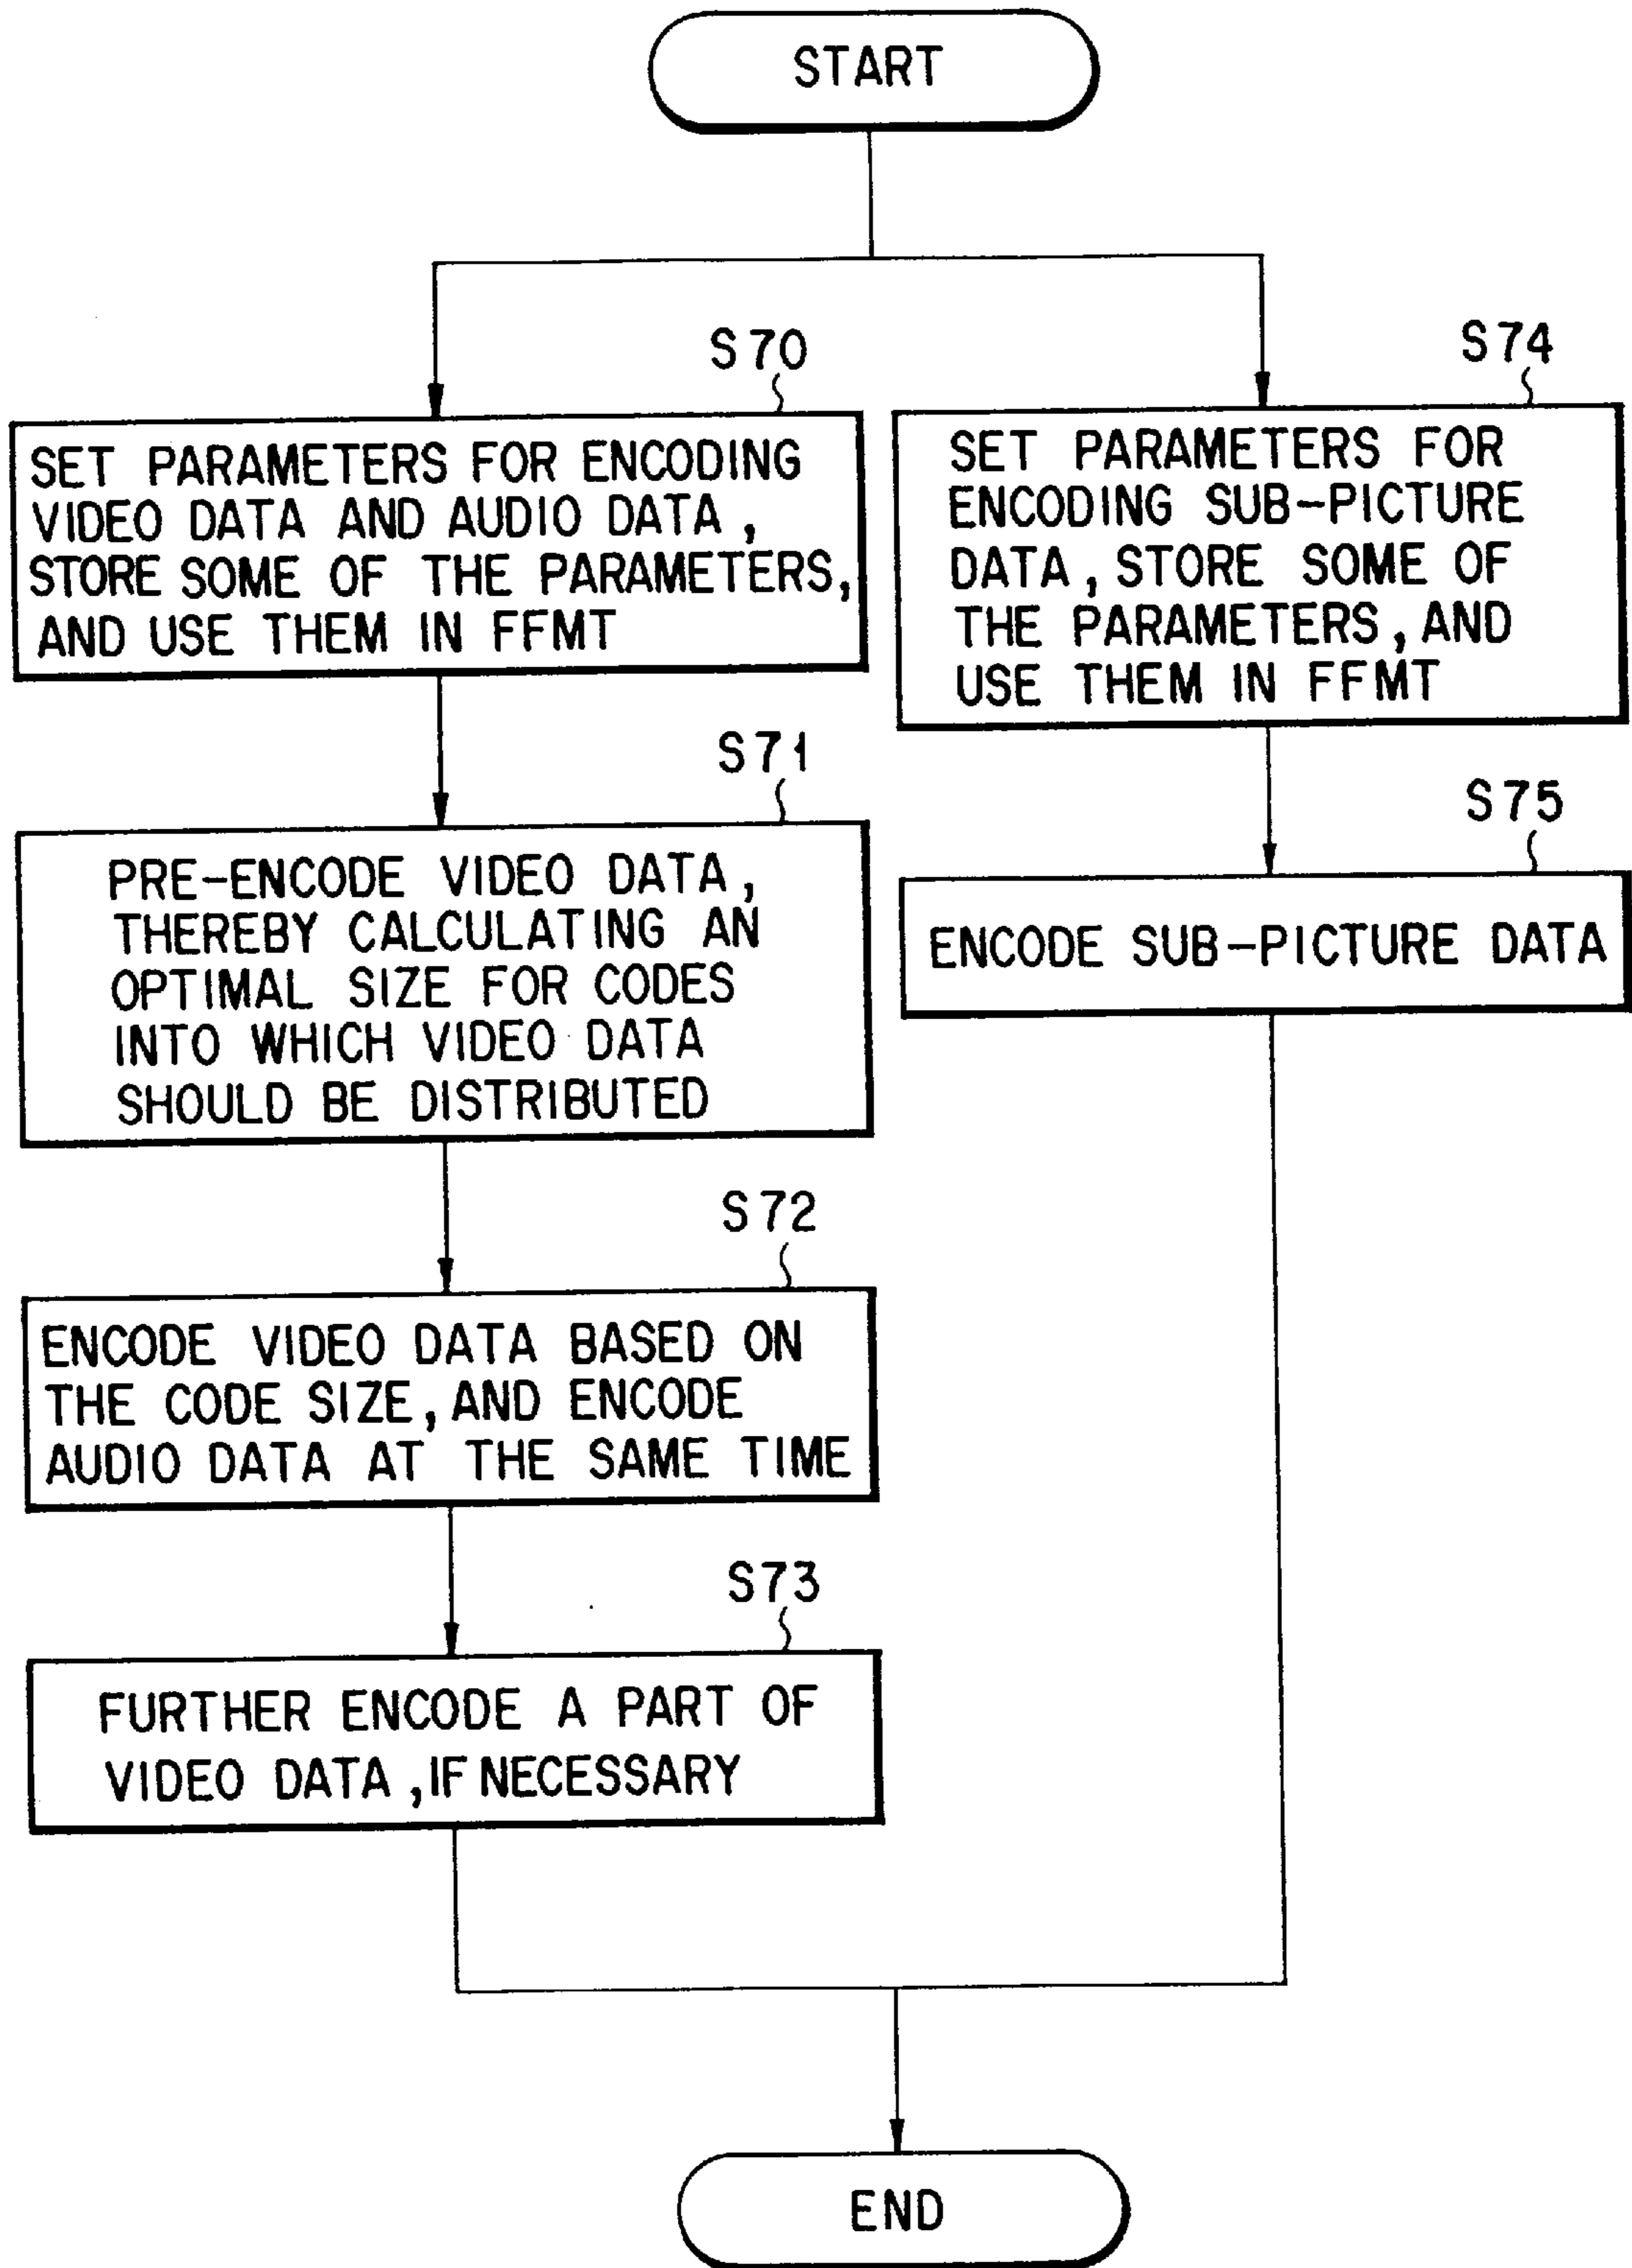 START
S70
SET PARAMETERS FOR ENCODING
VIDEO DATA AND AUDIO DATA,
STORE SOME OF THE PARAMETERS,
AND USE THEM IN FFMT
S71
PRE-ENCODE VIDEO DATA,
THEREBY CALCULATING AN
OPTIMAL SIZE FOR CODES
INTO WHICH VIDEO DATA
SHOULD BE DISTRIBUTED
S72
ENCODE VIDEO DATA BASED ON
THE CODE SIZE, AND ENCODE
AUDIO DATA AT THE SAME TIME
S73
FURTHER ENCODE A PART OF
VIDEO DATA, IF NECESSARY
S74
SET PARAMETERS FOR
ENCODING SUB-PICTURE
DATA, STORE SOME OF
THE PARAMETERS, AND
USE THEM IN FFMT
S75
ENCODE SUB-PICTURE DATA
END